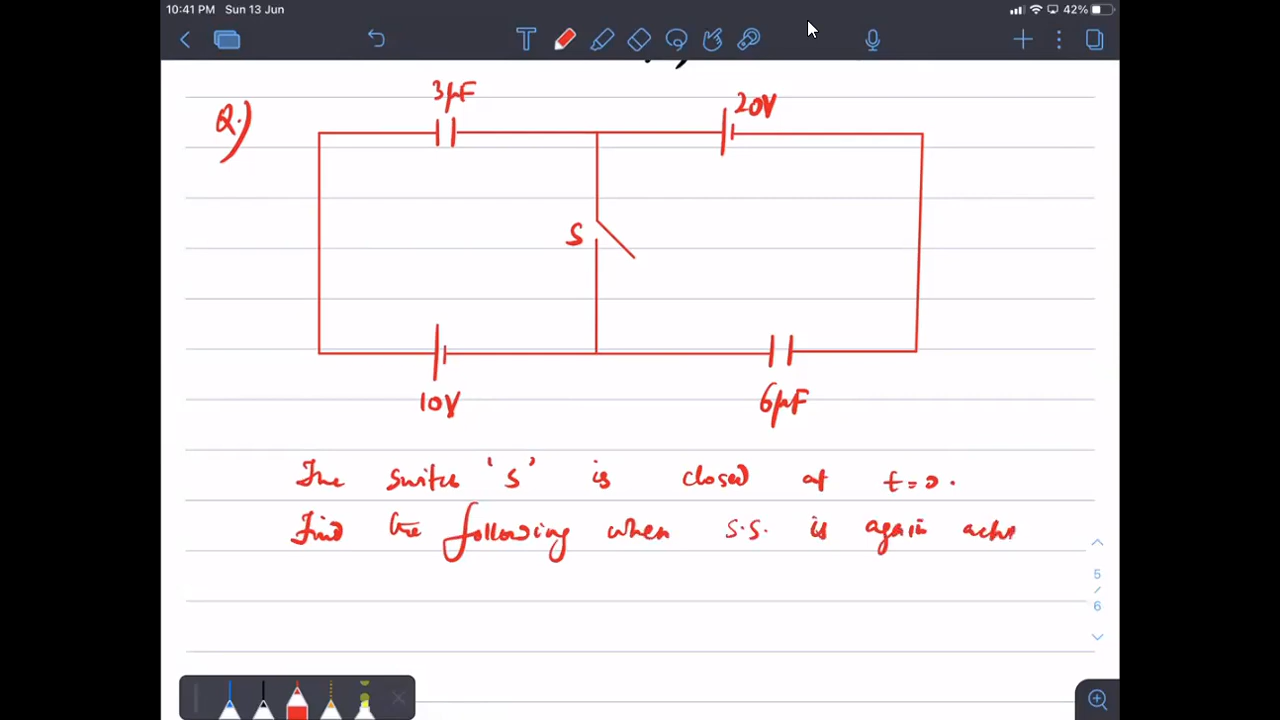 10:41 PM Sun 13 Jun
42%
T
Q.)
3μF
20V
S
10V
6μF
The switch 'S' is closed at t=0.
Find the following when S.S. is again
5
/
6